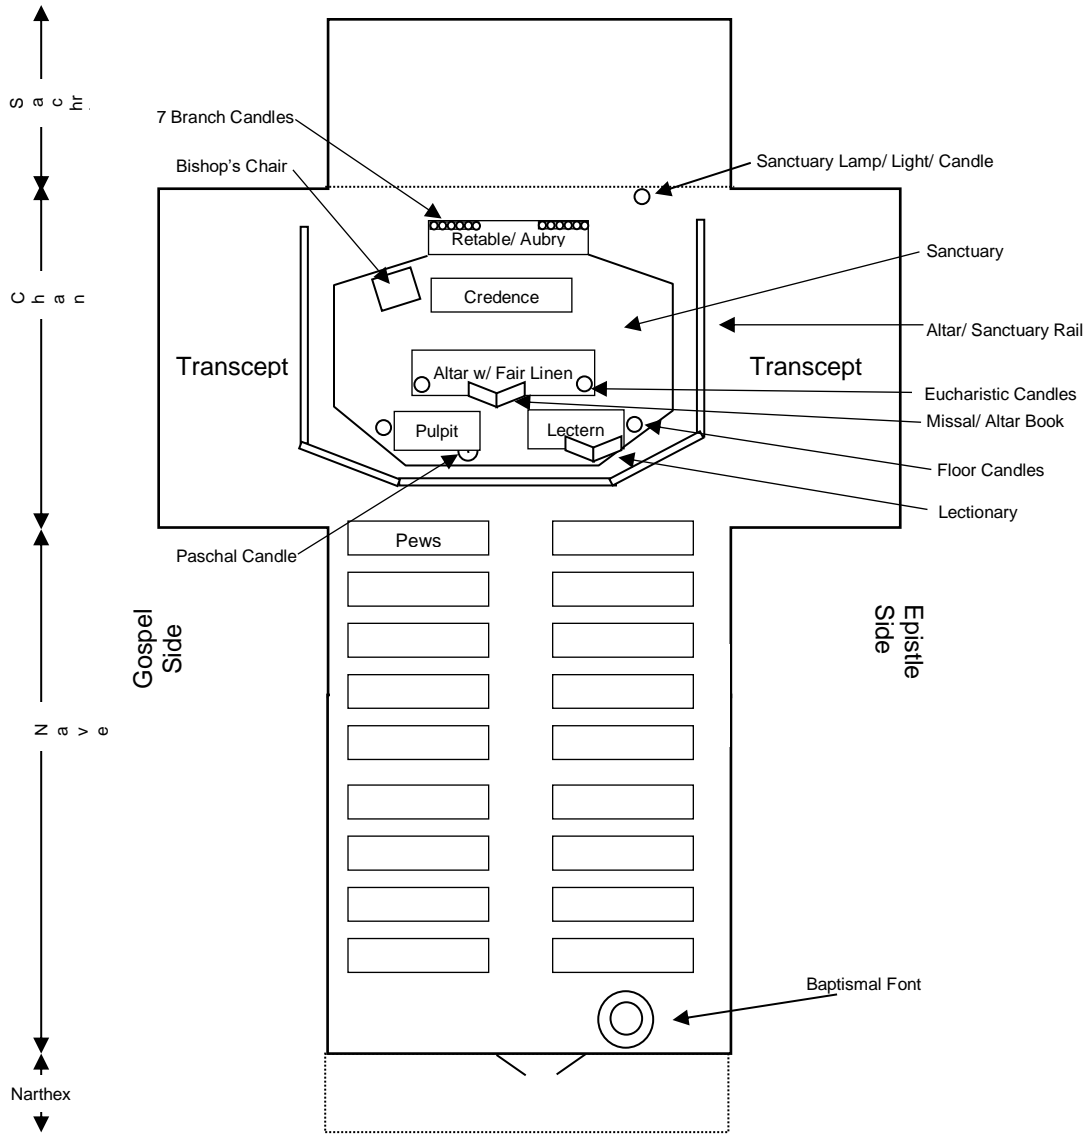 S a c hr
7 Branch Candles
Bishop's Chair
Sanctuary Lamp/ Light/ Candle
Retable/ Aubry
Sanctuary
C h a n
Credence
Altar/ Sanctuary Rail
Transcept
Altar w/ Fair Linen
Transcept
Eucharistic Candles
Missal/ Altar Book
Pulpit
Lectern
Floor Candles
Lectionary
Pews
Paschal Candle
Gospel
Side
Epistle
Side
N a v e
Baptismal Font
Narthex